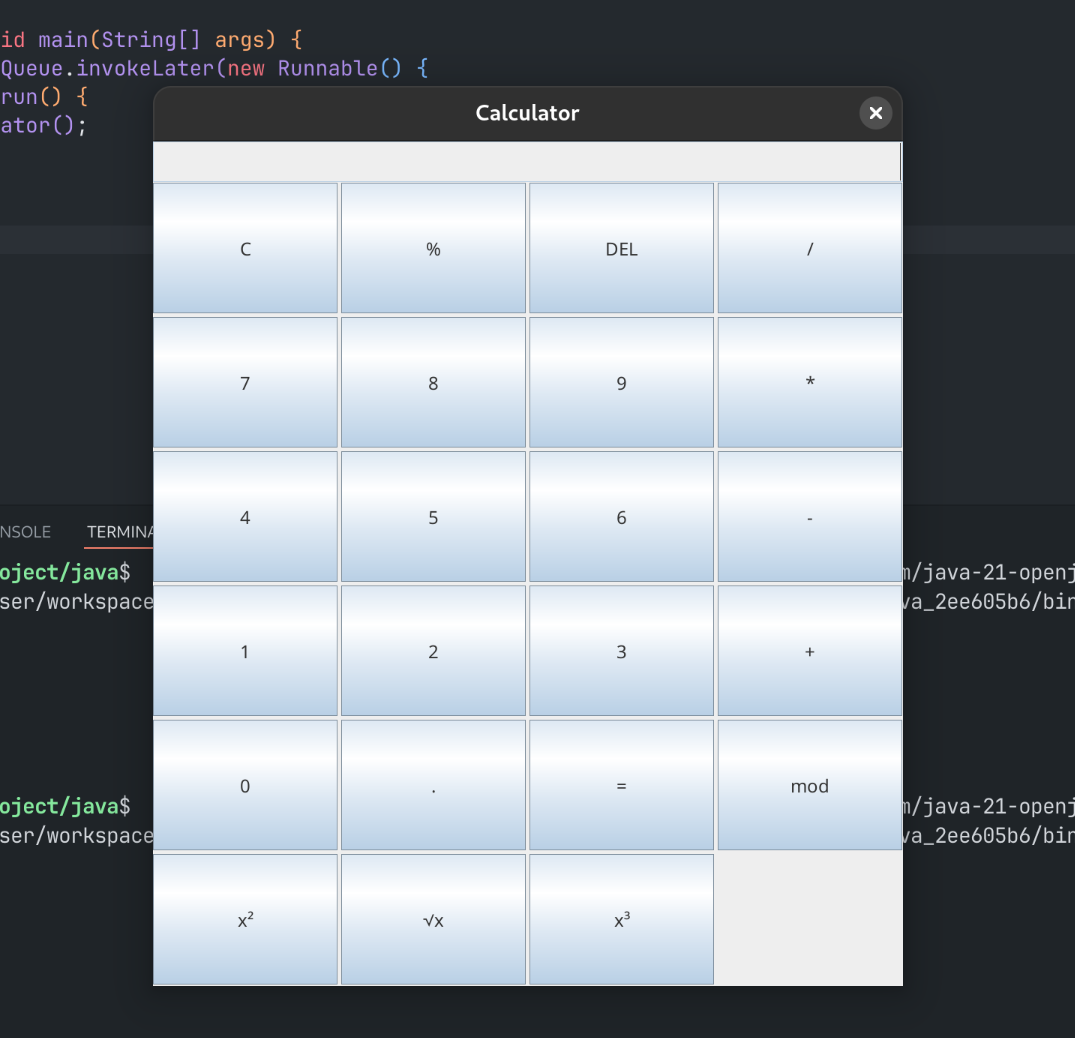 id main(String[] args) {
Queue.invokeLater(new Runnable() {
run() {
ator();
Calculator
C % DEL /
7 8 9 *
4 5 6 -
NSOLE TERMINA
oject/java$ m/java-21-openj
ser/workspace va_2ee605b6/bin
1 2 3 +
0 . = mod
oject/java$ m/java-21-openj
ser/workspace va_2ee605b6/bin
x² √x x³